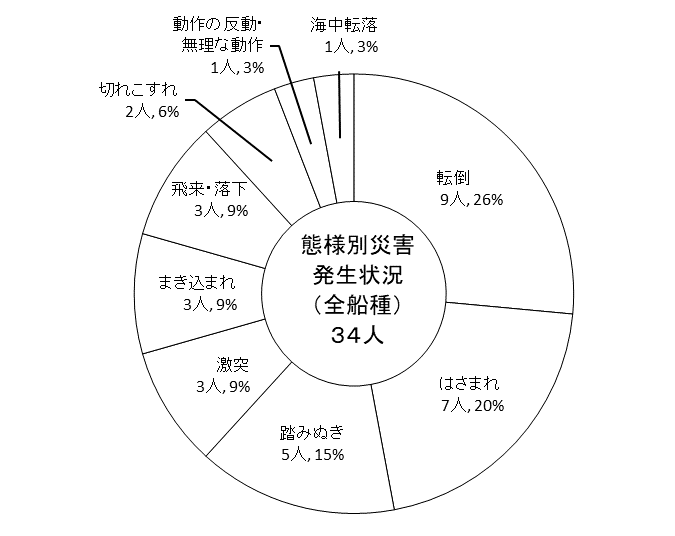 動作の反動・
無理な動作
1人, 3%
海中転落
1人, 3%
切れこすれ
2人, 6%
転倒
9人, 26%
飛来・落下
3人, 9%
態様別災害
発生状況
（全船種）
34人
まき込まれ
3人, 9%
激突
3人, 9%
はさまれ
7人, 20%
踏みぬき
5人, 15%